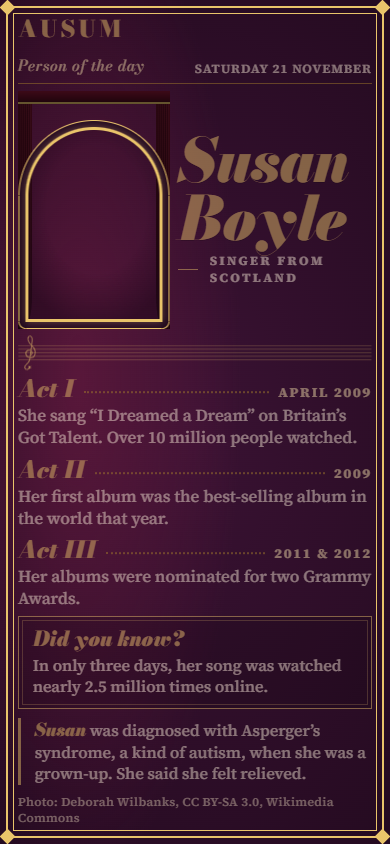 AUSUM
Person of the day
SATURDAY 21 NOVEMBER
Susan
Boyle
SINGER FROM
SCOTLAND
Act I
APRIL 2009
She sang “I Dreamed a Dream” on Britain’s
Got Talent. Over 10 million people watched.
Act II
2009
Her first album was the best-selling album in
the world that year.
Act III
2011 & 2012
Her albums were nominated for two Grammy
Awards.
Did you know?
In only three days, her song was watched
nearly 2.5 million times online.
Susan was diagnosed with Asperger’s
syndrome, a kind of autism, when she was a
grown-up. She said she felt relieved.
Photo: Deborah Wilbanks, CC BY-SA 3.0, Wikimedia
Commons